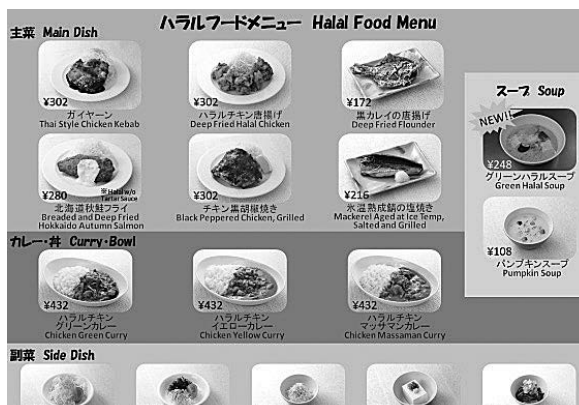 ハラルフードメニュー Halal Food Menu
主菜 Main Dish
¥302
ガイヤーン
Thai Style Chicken Kebab
¥302
ハラルチキン唐揚げ
Deep Fried Halal Chicken
¥172
黒カレイの唐揚げ
Deep Fried Flounder
¥280
※Halal w/o
Tartar Sauce
北海道秋鮭フライ
Breaded and Deep Fried
Hokkaido Autumn Salmon
¥302
チキン黒胡椒焼き
Black Peppered Chicken, Grilled
¥216
氷温熟成鯖の塩焼き
Mackerel Aged at Ice Temp,
Salted and Grilled
スープ Soup
NEW!!
¥248
グリーンハラルスープ
Green Halal Soup
¥108
パンプキンスープ
Pumpkin Soup
カレー・丼 Curry・Bowl
¥432
ハラルチキン
グリーンカレー
Chicken Green Curry
¥432
ハラルチキン
イエローカレー
Chicken Yellow Curry
¥432
ハラルチキン
マッサマンカレー
Chicken Massaman Curry
副菜 Side Dish